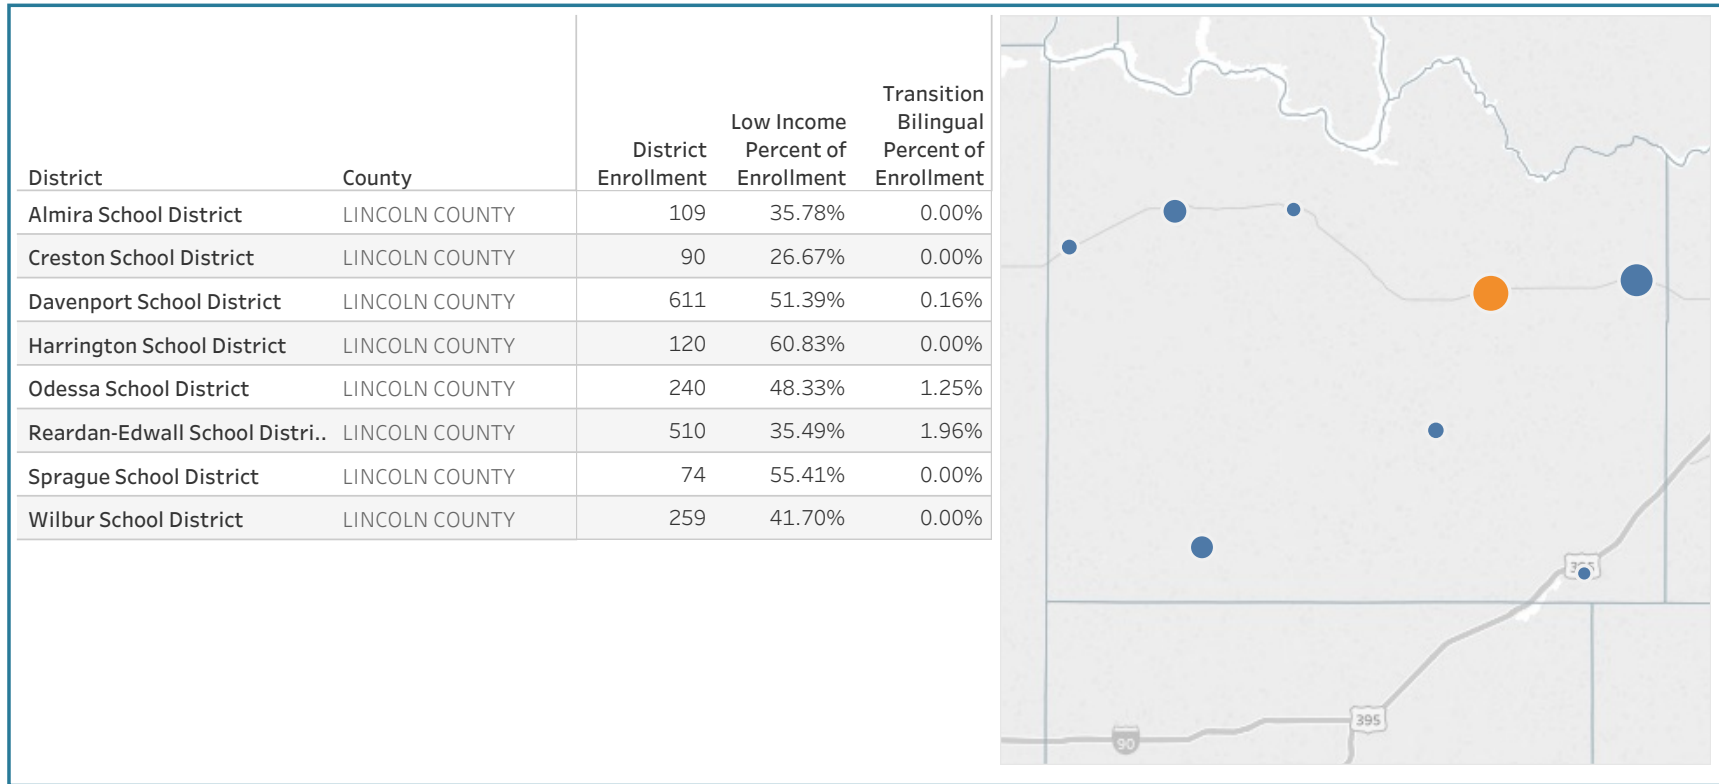 District County District Enrollment Low Income Percent of Enrollment Transition Bilingual Percent of Enrollment
Almira School District LINCOLN COUNTY 109 35.78% 0.00%
Creston School District LINCOLN COUNTY 90 26.67% 0.00%
Davenport School District LINCOLN COUNTY 611 51.39% 0.16%
Harrington School District LINCOLN COUNTY 120 60.83% 0.00%
Odessa School District LINCOLN COUNTY 240 48.33% 1.25%
Reardan-Edwall School Distri.. LINCOLN COUNTY 510 35.49% 1.96%
Sprague School District LINCOLN COUNTY 74 55.41% 0.00%
Wilbur School District LINCOLN COUNTY 259 41.70% 0.00%
395
90